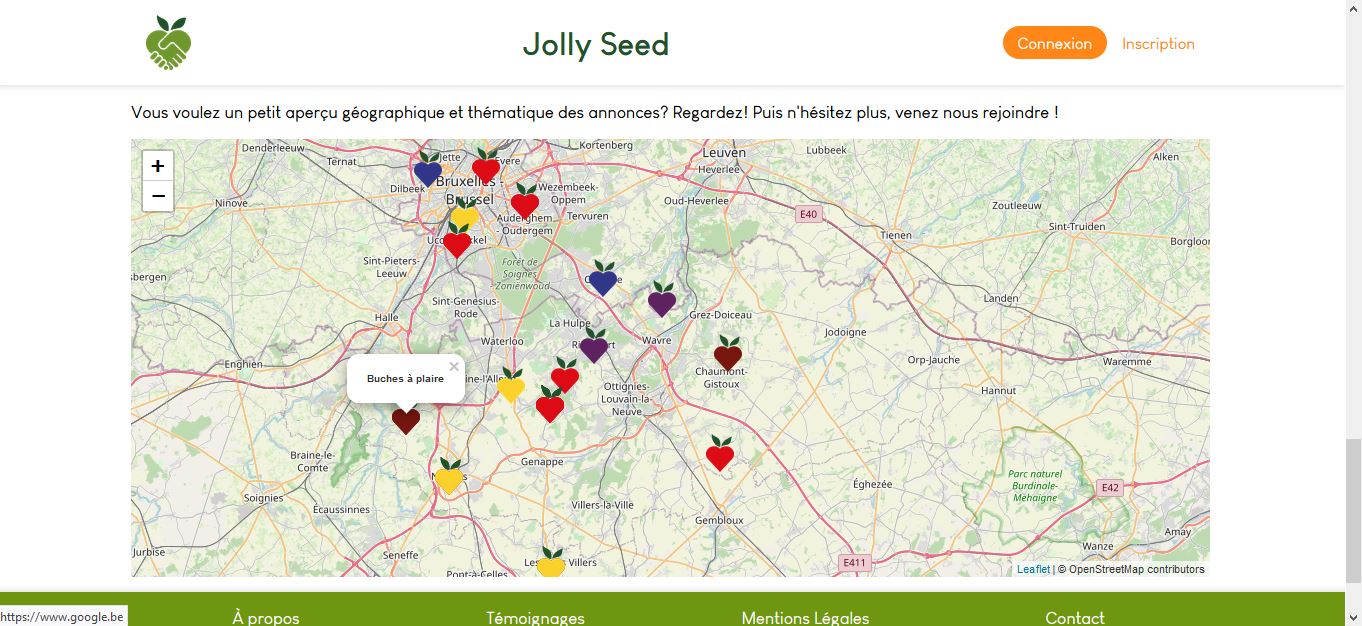 Jolly Seed
Connexion
Inscription
Vous voulez un petit aperçu géographique et thématique des annonces? Regardez! Puis n'hésitez plus, venez nous rejoindre !
+
−
Denderleeuw
Ternat
Jette
Evere
Kortenberg
Leuven
Lubbeek
Alken
Heverlee
Dilbeek
Bruxelles -
Brussel
Wezembeek-
Oppem
Ninove
Oud-Heverlee
Zoutleeuw
E40
Auderghem
- Oudergem
Tervuren
Sint-Truiden
Tienen
Borgloon
Sint-Pieters-
Leeuw
Forêt de
Soignes
Zoniënwoud
Sint-Genesius-
Rode
Landen
Halle
La Hulpe
Grez-Doiceau
Jodoigne
Waterloo
Wavre
Enghien
Orp-Jauche
Waremme
Chaumont-
Gistoux
Buches à plaire
×
Ottignies-
Louvain-la-
Neuve
Hannut
Braine-le-
Comte
Genappe
Parc naturel
Burdinale-
Mehaigne
Éghezée
E42
Soignies
Écaussinnes
Villers-la-Ville
Gembloux
Amay
Jurbise
Seneffe
Wanze
Villers
E411
Pont-à-Celles
Leaflet | © OpenStreetMap contributors
https://www.google.be
À propos
Témoignages
Mentions Légales
Contact